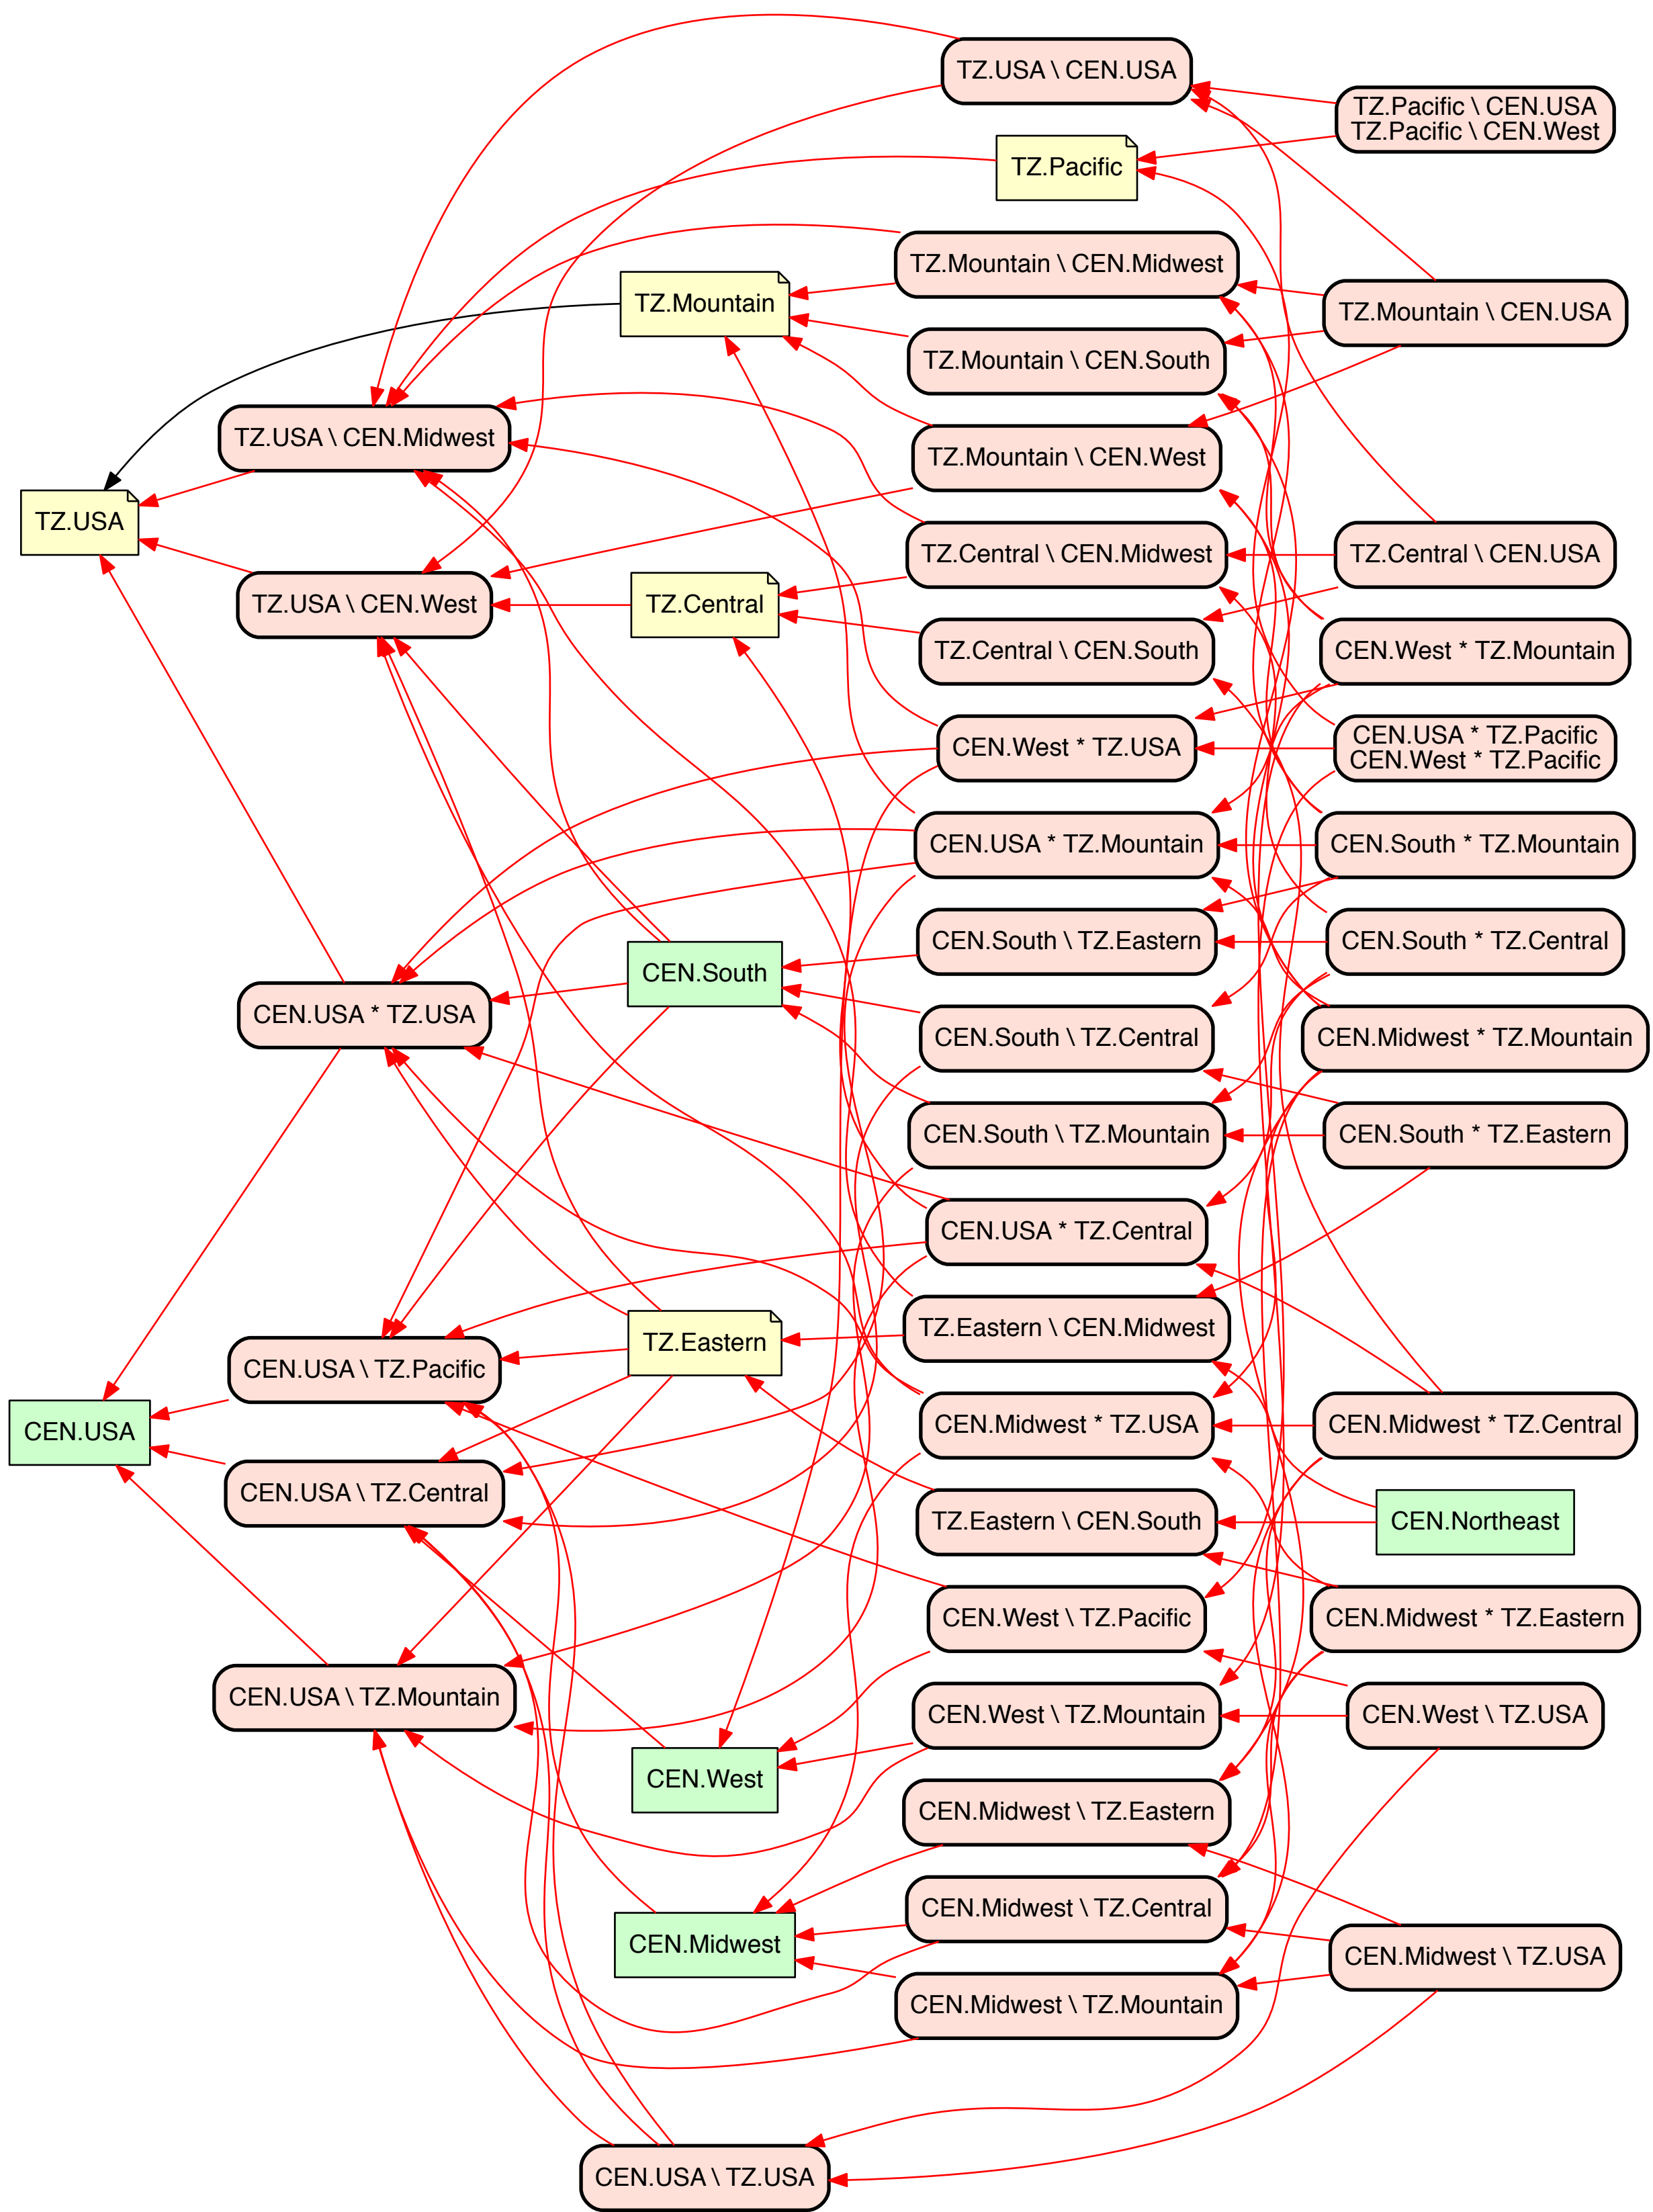 TZ.USA \ CEN.USA
TZ.Pacific \ CEN.USA
TZ.Pacific \ CEN.West
TZ.Pacific
TZ.Mountain \ CEN.Midwest
TZ.Mountain
TZ.Mountain \ CEN.USA
TZ.Mountain \ CEN.South
TZ.USA \ CEN.Midwest
TZ.Mountain \ CEN.West
TZ.USA
TZ.Central \ CEN.Midwest
TZ.Central \ CEN.USA
TZ.USA \ CEN.West
TZ.Central
TZ.Central \ CEN.South
CEN.West * TZ.Mountain
CEN.West * TZ.USA
CEN.USA * TZ.Pacific
CEN.West * TZ.Pacific
CEN.USA * TZ.Mountain
CEN.South * TZ.Mountain
CEN.South \ TZ.Eastern
CEN.South * TZ.Central
CEN.South
CEN.USA * TZ.USA
CEN.South \ TZ.Central
CEN.Midwest * TZ.Mountain
CEN.South \ TZ.Mountain
CEN.South * TZ.Eastern
CEN.USA * TZ.Central
TZ.Eastern \ CEN.Midwest
TZ.Eastern
CEN.USA \ TZ.Pacific
CEN.USA
CEN.Midwest * TZ.USA
CEN.Midwest * TZ.Central
CEN.USA \ TZ.Central
TZ.Eastern \ CEN.South
CEN.Northeast
CEN.West \ TZ.Pacific
CEN.Midwest * TZ.Eastern
CEN.USA \ TZ.Mountain
CEN.West \ TZ.Mountain
CEN.West \ TZ.USA
CEN.West
CEN.Midwest \ TZ.Eastern
CEN.Midwest \ TZ.Central
CEN.Midwest
CEN.Midwest \ TZ.USA
CEN.Midwest \ TZ.Mountain
CEN.USA \ TZ.USA